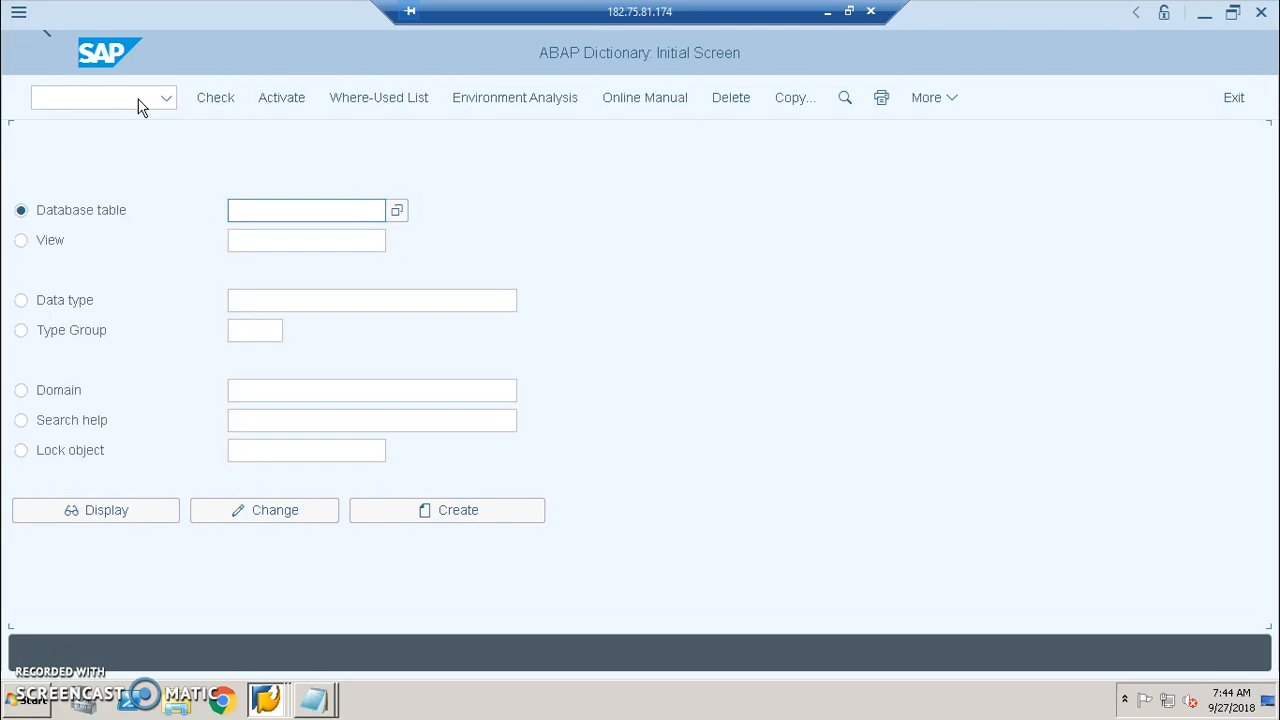 182.75.81.174
SAP
ABAP Dictionary: Initial Screen
Check Activate Where-Used List Environment Analysis Online Manual Delete Copy... More Exit
Database table
View
Data type
Type Group
Domain
Search help
Lock object
Display Change Create
RECORDED WITH
SCREENCAST MATIC
Start
7:44 AM
9/27/2018